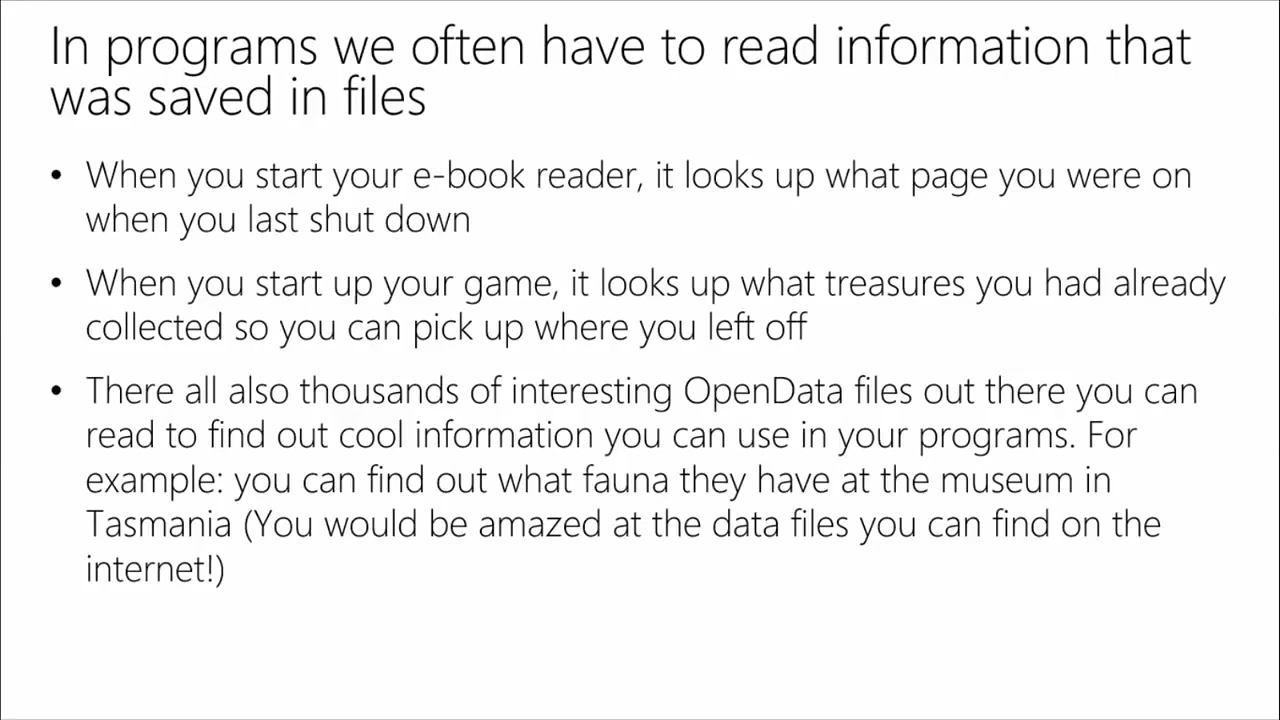 In programs we often have to read information that
was saved in files
• When you start your e-book reader, it looks up what page you were on
when you last shut down
• When you start up your game, it looks up what treasures you had already
collected so you can pick up where you left off
• There all also thousands of interesting OpenData files out there you can
read to find out cool information you can use in your programs. For
example: you can find out what fauna they have at the museum in
Tasmania (You would be amazed at the data files you can find on the
internet!)